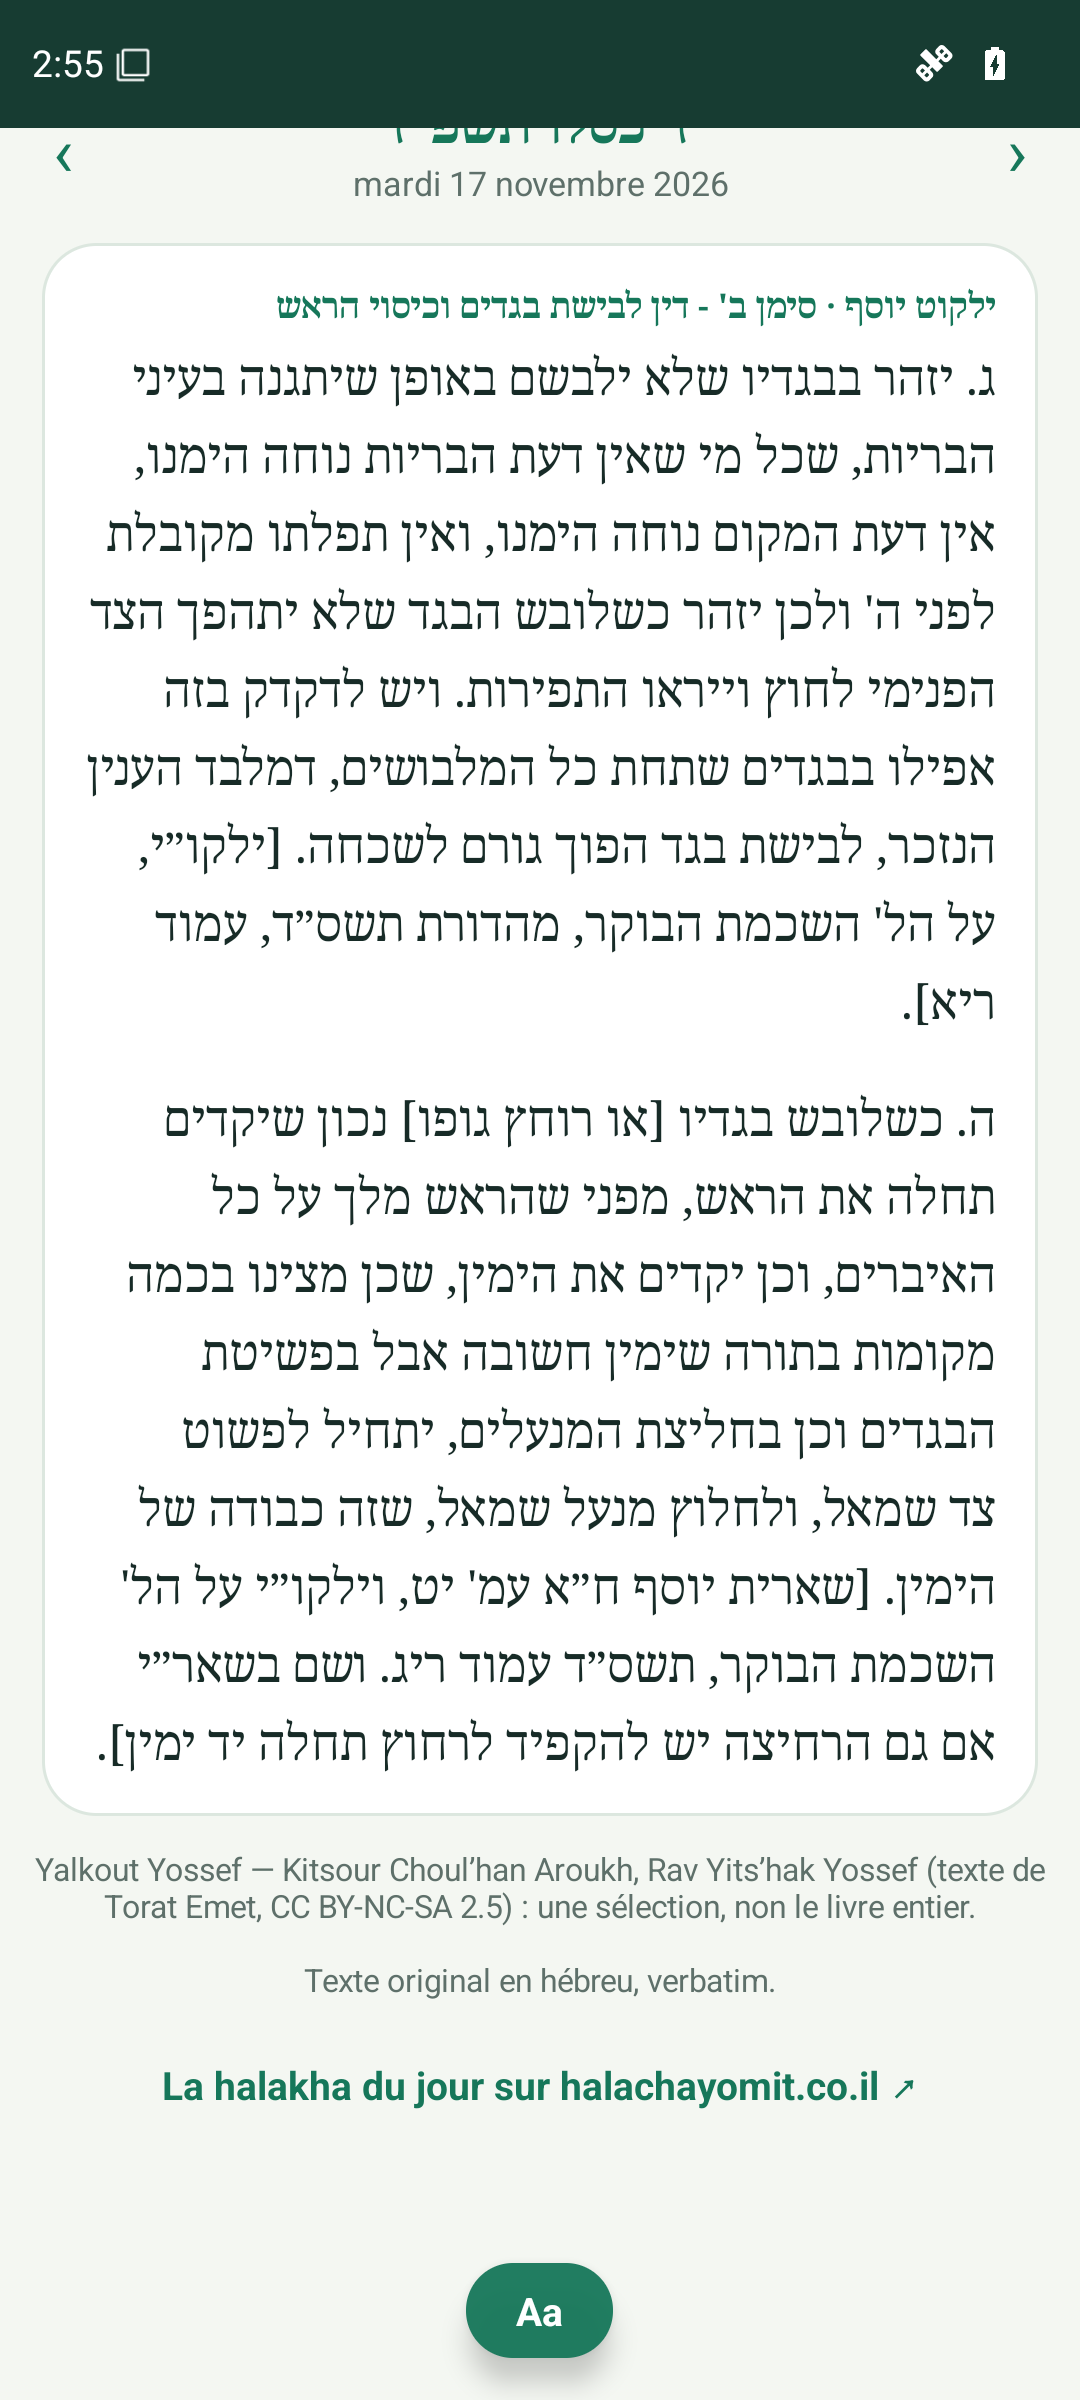 2:55
mardi 17 novembre 2026
ילקוט יוסף · סימן ב' - דין לבישת בגדים וכיסוי הראש
ג. יזהר בבגדיו שלא ילבשם באופן שיתגנה בעיני
הבריות, שכל מי שאין דעת הבריות נוחה הימנו,
אין דעת המקום נוחה הימנו, ואין תפלתו מקובלת
לפני ה' ולכן יזהר כשלובש הבגד שלא יתהפך הצד
הפנימי לחוץ וייראו התפירות. ויש לדקדק בזה
אפילו בבגדים שתחת כל המלבושים, דמלבד הענין
הנזכר, לבישת בגד הפוך גורם לשכחה. [ילקו״י,
על הל' השכמת הבוקר, מהדורת תשס״ד, עמוד
ריא].
ה. כשלובש בגדיו [או רוחץ גופו] נכון שיקדים
תחלה את הראש, מפני שהראש מלך על כל
האיברים, וכן יקדים את הימין, שכן מצינו בכמה
מקומות בתורה שימין חשובה אבל בפשיטת
הבגדים וכן בחליצת המנעלים, יתחיל לפשוט
צד שמאל, ולחלוץ מנעל שמאל, שזה כבודה של
הימין. [שארית יוסף ח״א עמ' יט, וילקו״י על הל'
השכמת הבוקר, תשס״ד עמוד ריג. ושם בשאר״י
אם גם הרחיצה יש להקפיד לרחוץ תחלה יד ימין].
Yalkout Yossef — Kitsour Choul’han Aroukh, Rav Yits’hak Yossef (texte de
Torat Emet, CC BY-NC-SA 2.5) : une sélection, non le livre entier.
Texte original en hébreu, verbatim.
La halakha du jour sur halachayomit.co.il ↗
Aa